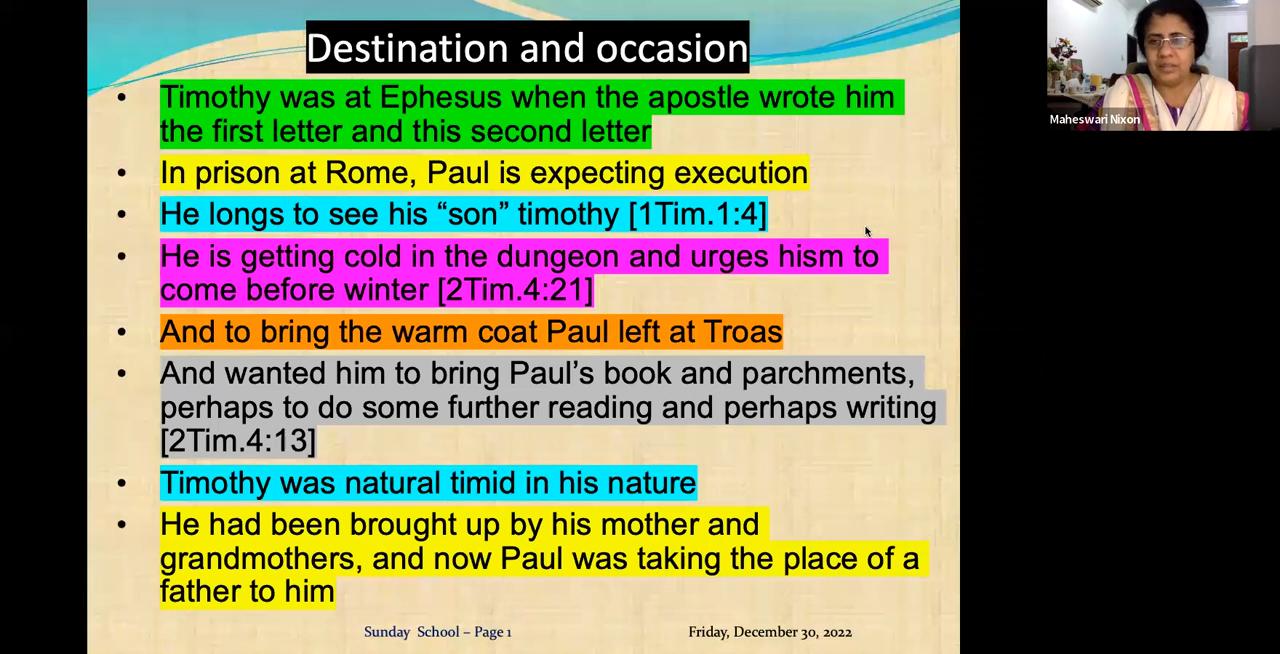 Destination and occasion
• Timothy was at Ephesus when the apostle wrote him
the first letter and this second letter
• In prison at Rome, Paul is expecting execution
• He longs to see his “son” timothy [1Tim.1:4]
• He is getting cold in the dungeon and urges hism to
come before winter [2Tim.4:21]
• And to bring the warm coat Paul left at Troas
• And wanted him to bring Paul’s book and parchments,
perhaps to do some further reading and perhaps writing
[2Tim.4:13]
• Timothy was natural timid in his nature
• He had been brought up by his mother and
grandmothers, and now Paul was taking the place of a
father to him
Sunday School – Page 1
Friday, December 30, 2022
Maheswari Nixon